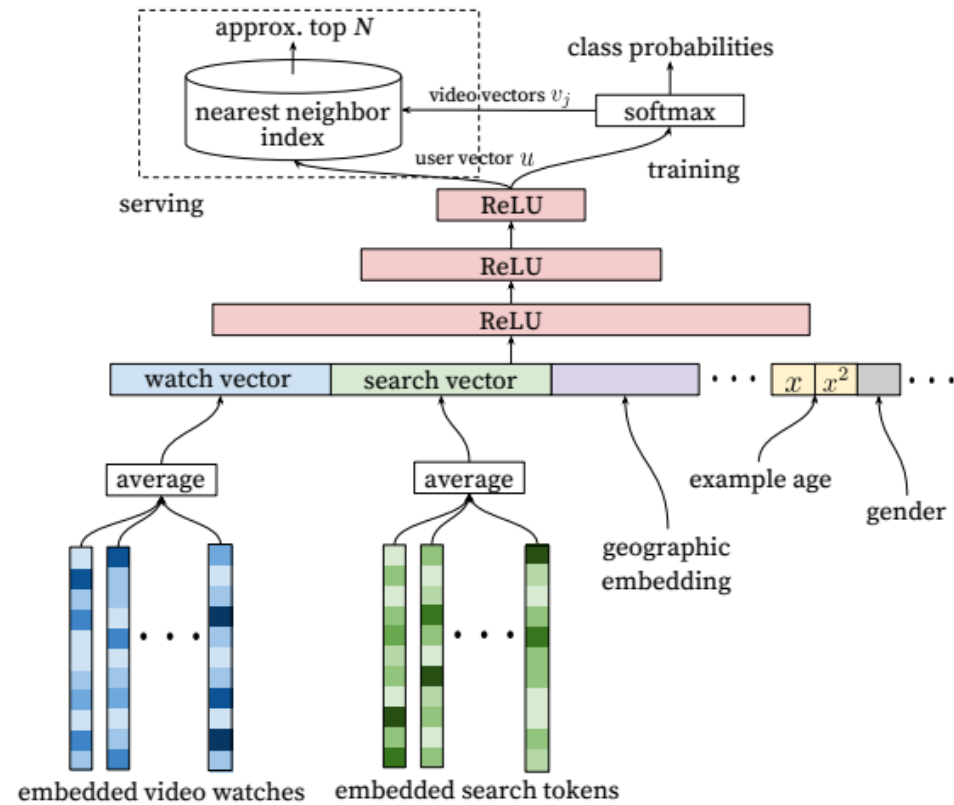 approx. top N
class probabilities
nearest neighbor
index
video vectors v_j
softmax
user vector u
training
serving
ReLU
ReLU
ReLU
watch vector
search vector
x
x²
average
average
example age
gender
geographic
embedding
embedded video watches
embedded search tokens